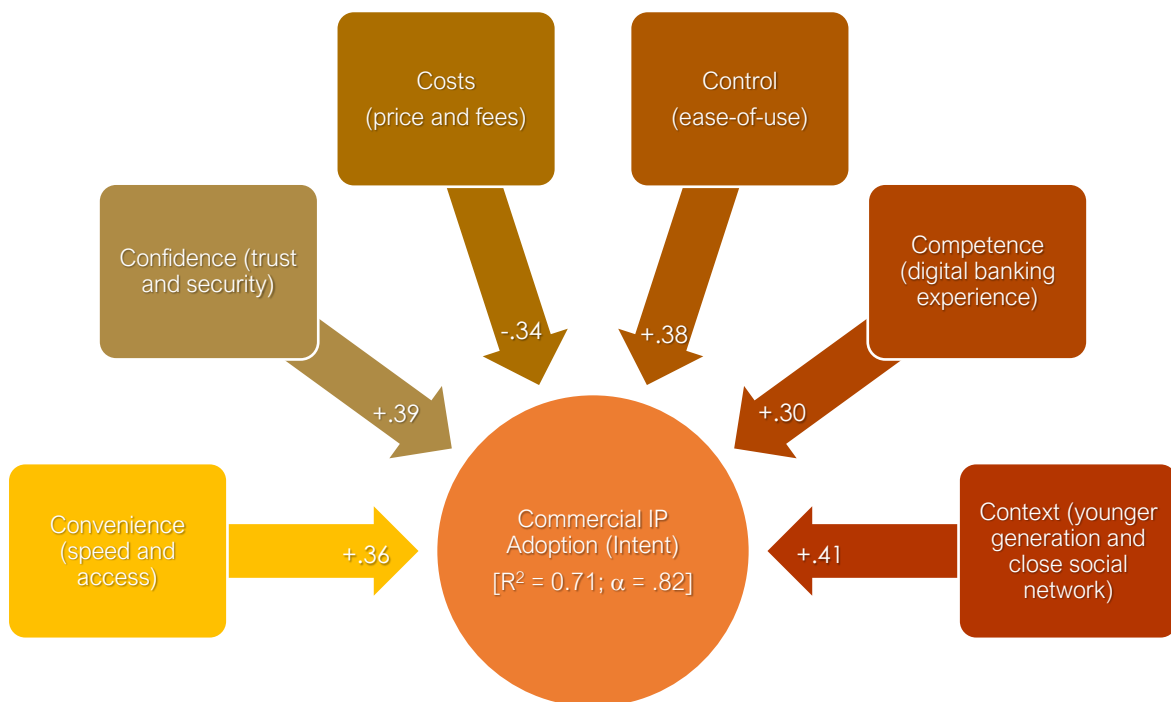 Costs
(price and fees)
Control
(ease-of-use)
Confidence (trust
and security)
Competence
(digital banking
experience)
-.34
+.38
+.39
+.30
Convenience
(speed and
access)
+.36
Commercial IP
Adoption (Intent)
[R² = 0.71; α = .82]
+.41
Context (younger
generation and
close social
network)